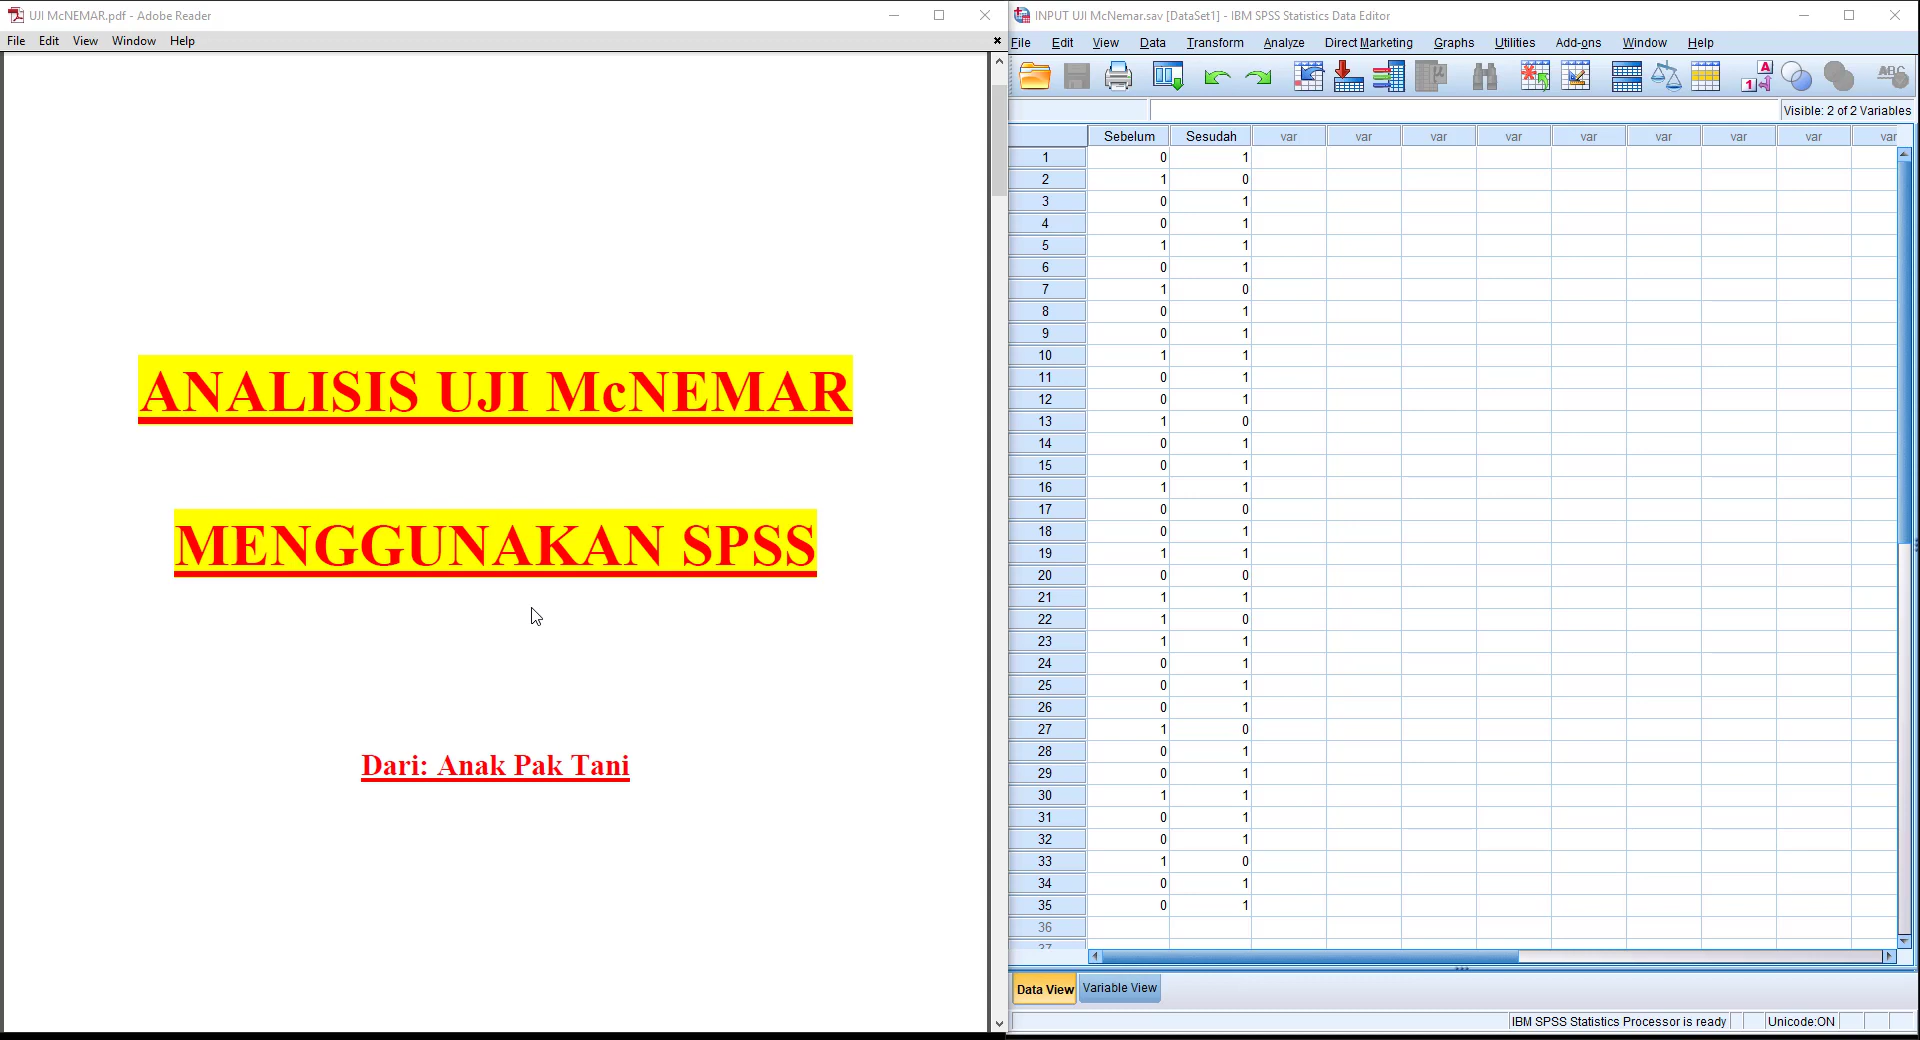 UJI McNEMAR.pdf - Adobe Reader
File Edit View Window Help
ANALISIS UJI McNEMAR
MENGGUNAKAN SPSS
Dari: Anak Pak Tani
INPUT UJI McNemar.sav [DataSet1] - IBM SPSS Statistics Data Editor
File Edit View Data Transform Analyze Direct Marketing Graphs Utilities Add-ons Window Help
Visible: 2 of 2 Variables
Sebelum Sesudah var var var var var var var var var
1 0 1
2 1 0
3 0 1
4 0 1
5 1 1
6 0 1
7 1 0
8 0 1
9 0 1
10 1 1
11 0 1
12 0 1
13 1 0
14 0 1
15 0 1
16 1 1
17 0 0
18 0 1
19 1 1
20 0 0
21 1 1
22 1 0
23 1 1
24 0 1
25 0 1
26 0 1
27 1 0
28 0 1
29 0 1
30 1 1
31 0 1
32 0 1
33 1 0
34 0 1
35 0 1
36
37
Data View Variable View
IBM SPSS Statistics Processor is ready Unicode:ON